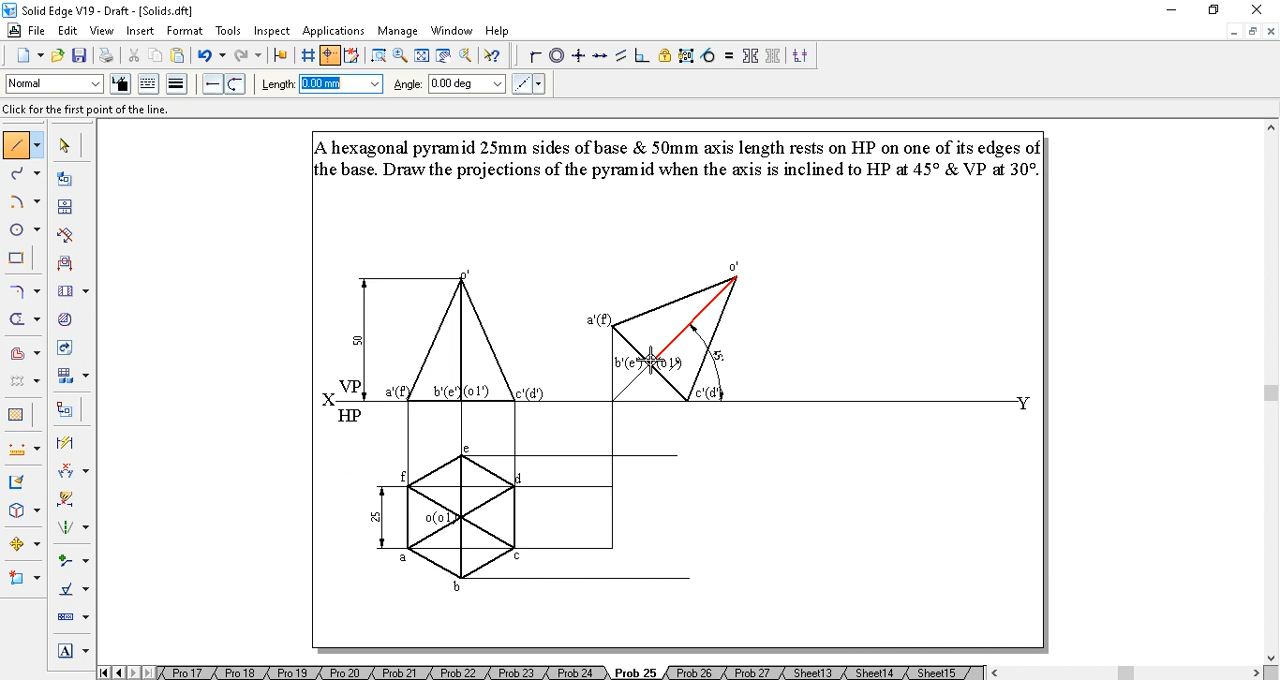 Solid Edge V19 - Draft - [Solids.dft]
File Edit View Insert Format Tools Inspect Applications Manage Window Help
Normal Length: 0.00 mm Angle: 0.00 deg
Click for the first point of the line.
A hexagonal pyramid 25mm sides of base & 50mm axis length rests on HP on one of its edges of
the base. Draw the projections of the pyramid when the axis is inclined to HP at 45° & VP at 30°.
o' o'
a'(f')
50
b'(e') (o1')
X VP a'(f') b'(e') (o1') c'(d') c'(d') Y
HP
e
f d
25 o(o1)
a c
b
Pro 17 Pro 18 Pro 19 Pro 20 Prob 21 Prob 22 Prob 23 Prob 24 Prob 25 Prob 26 Prob 27 Sheet13 Sheet14 Sheet15